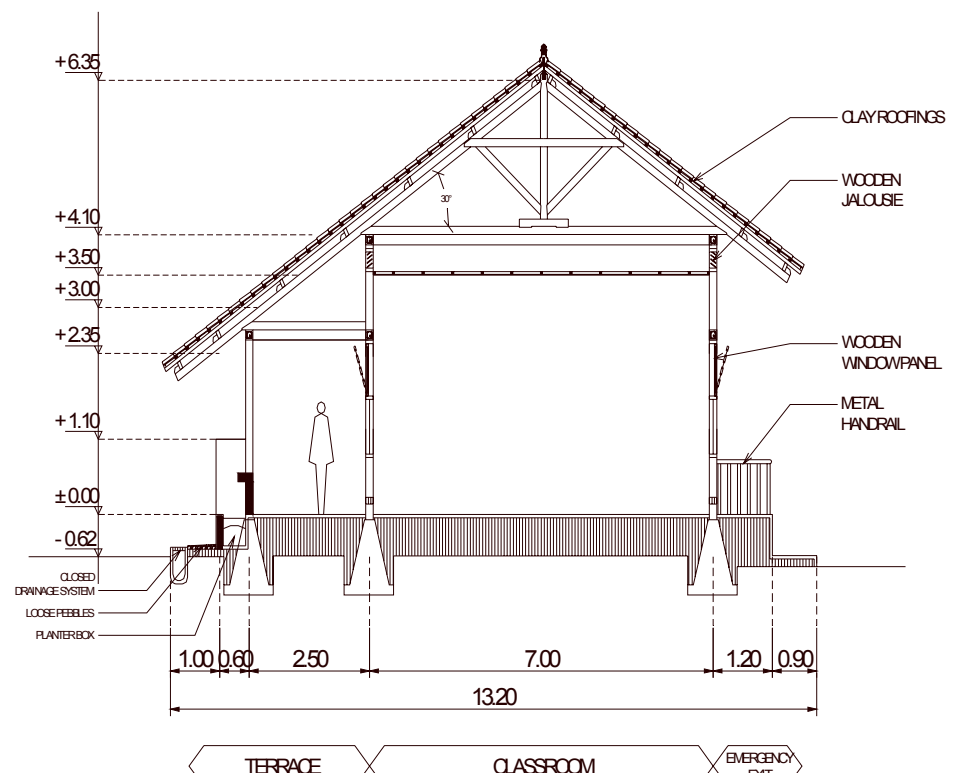 +6.35
CLAY ROOFINGS
WOODEN
JALOUSIE
30°
+4.10
+3.50
+3.00
+2.35
WOODEN
WINDOW PANEL
METAL
HANDRAIL
+1.10
±0.00
-0.62
CLOSED
DRAINAGE SYSTEM
LOOSE PEBBLES
PLANTER BOX
1.00 0.60 2.50 7.00 1.20 0.90
13.20
TERRACE
CLASSROOM
EMERGENCY
EXIT